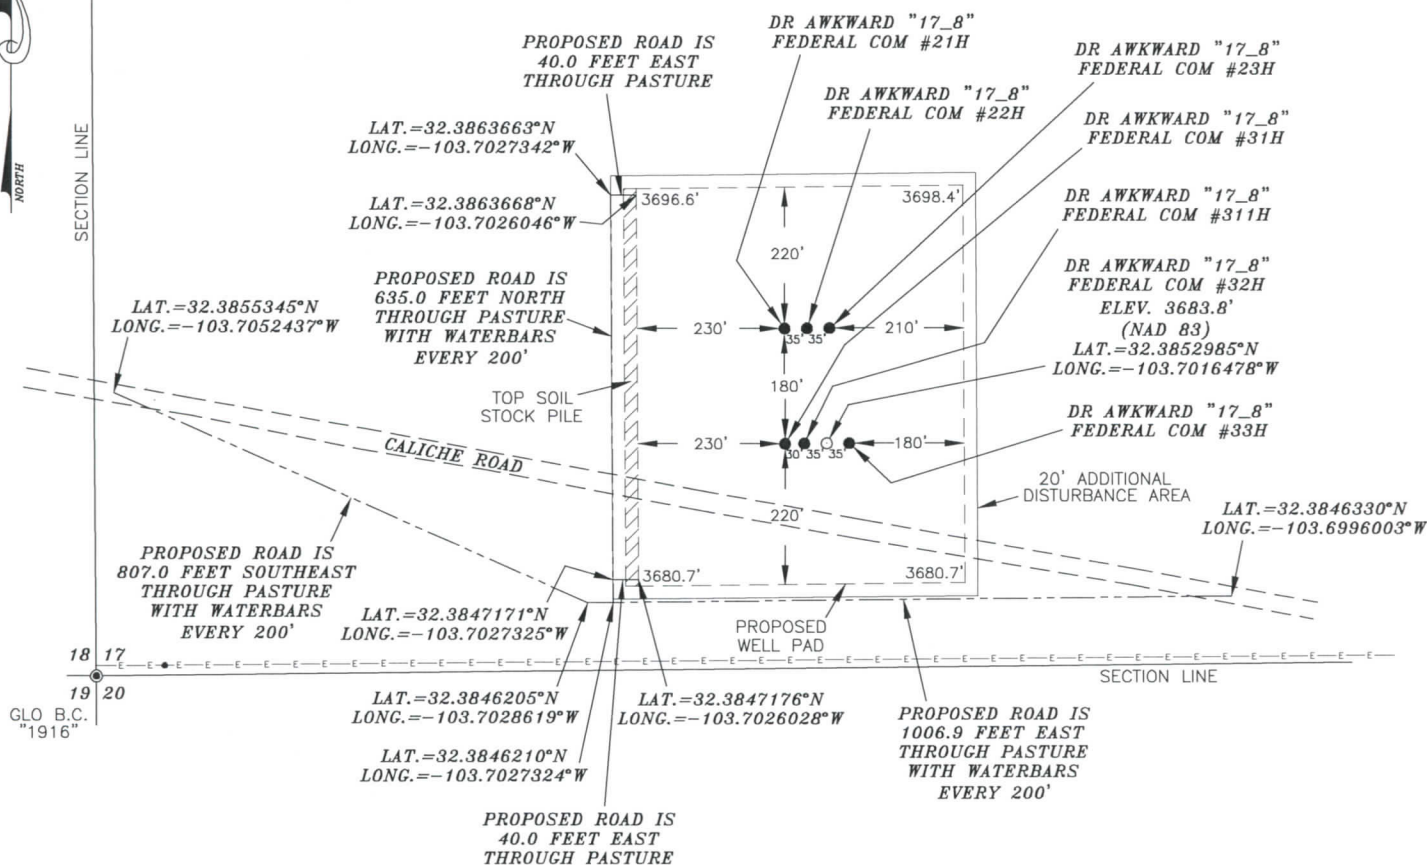 NORTH
SECTION LINE
PROPOSED ROAD IS
40.0 FEET EAST
THROUGH PASTURE
DR AWKWARD "17_8"
FEDERAL COM #21H
DR AWKWARD "17_8"
FEDERAL COM #22H
DR AWKWARD "17_8"
FEDERAL COM #23H
DR AWKWARD "17_8"
FEDERAL COM #31H
DR AWKWARD "17_8"
FEDERAL COM #311H
DR AWKWARD "17_8"
FEDERAL COM #32H
ELEV. 3683.8'
(NAD 83)
LAT.=32.3852985°N
LONG.=-103.7016478°W
DR AWKWARD "17_8"
FEDERAL COM #33H
LAT.=32.3863663°N
LONG.=-103.7027342°W
LAT.=32.3863668°N
LONG.=-103.7026046°W
PROPOSED ROAD IS
635.0 FEET NORTH
THROUGH PASTURE
WITH WATERBARS
EVERY 200'
LAT.=32.3855345°N
LONG.=-103.7052437°W
TOP SOIL
STOCK PILE
3696.6'
3698.4'
220'
230'
35'
35'
210'
180'
230'
30'
35'
35'
180'
220'
3680.7'
3680.7'
CALICHE ROAD
20' ADDITIONAL
DISTURBANCE AREA
LAT.=32.3846330°N
LONG.=-103.6996003°W
PROPOSED ROAD IS
807.0 FEET SOUTHEAST
THROUGH PASTURE
WITH WATERBARS
EVERY 200'
LAT.=32.3847171°N
LONG.=-103.7027325°W
PROPOSED
WELL PAD
18 17
19 20
E E E E E E E E E E E E E E E E E E E E E E E E E E E E E E E E E E E E E E E E E
SECTION LINE
GLO B.C.
"1916"
LAT.=32.3846205°N
LONG.=-103.7028619°W
LAT.=32.3847176°N
LONG.=-103.7026028°W
LAT.=32.3846210°N
LONG.=-103.7027324°W
PROPOSED ROAD IS
1006.9 FEET EAST
THROUGH PASTURE
WITH WATERBARS
EVERY 200'
PROPOSED ROAD IS
40.0 FEET EAST
THROUGH PASTURE